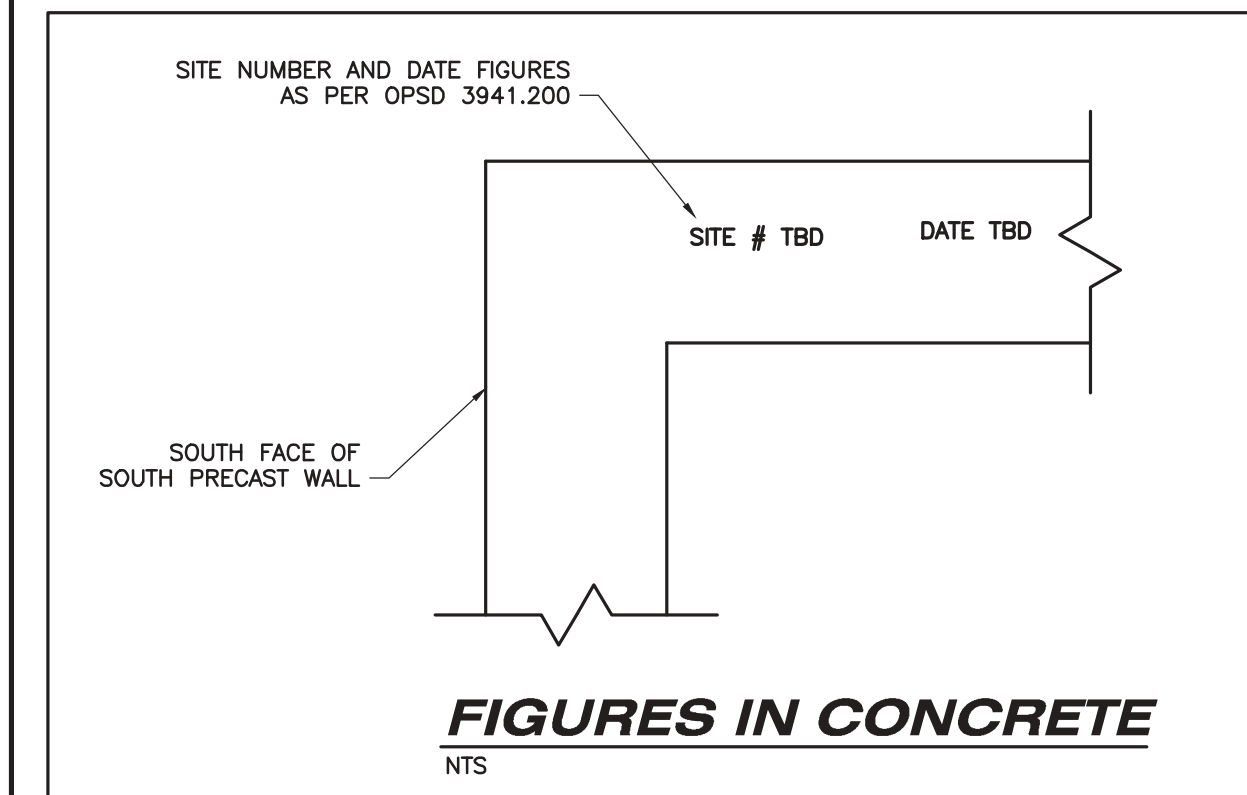 SITE NUMBER AND DATE FIGURES
AS PER OPSD 3941.200
SITE # TBD
DATE TBD
SOUTH FACE OF
SOUTH PRECAST WALL
FIGURES IN CONCRETE
NTS